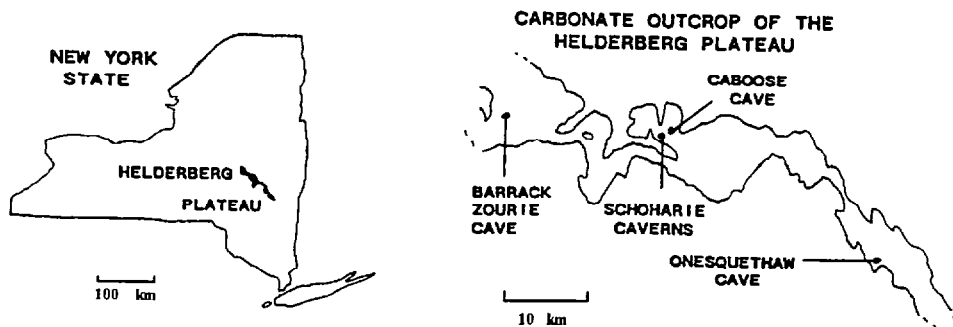 NEW YORK
STATE
HELDERBERG
PLATEAU
100 km
CARBONATE OUTCROP OF THE
HELDERBERG PLATEAU
CABOOSE
CAVE
BARRACK
ZOURIE
CAVE
SCHOHARIE
CAVERNS
ONESQUETHAW
CAVE
10 km